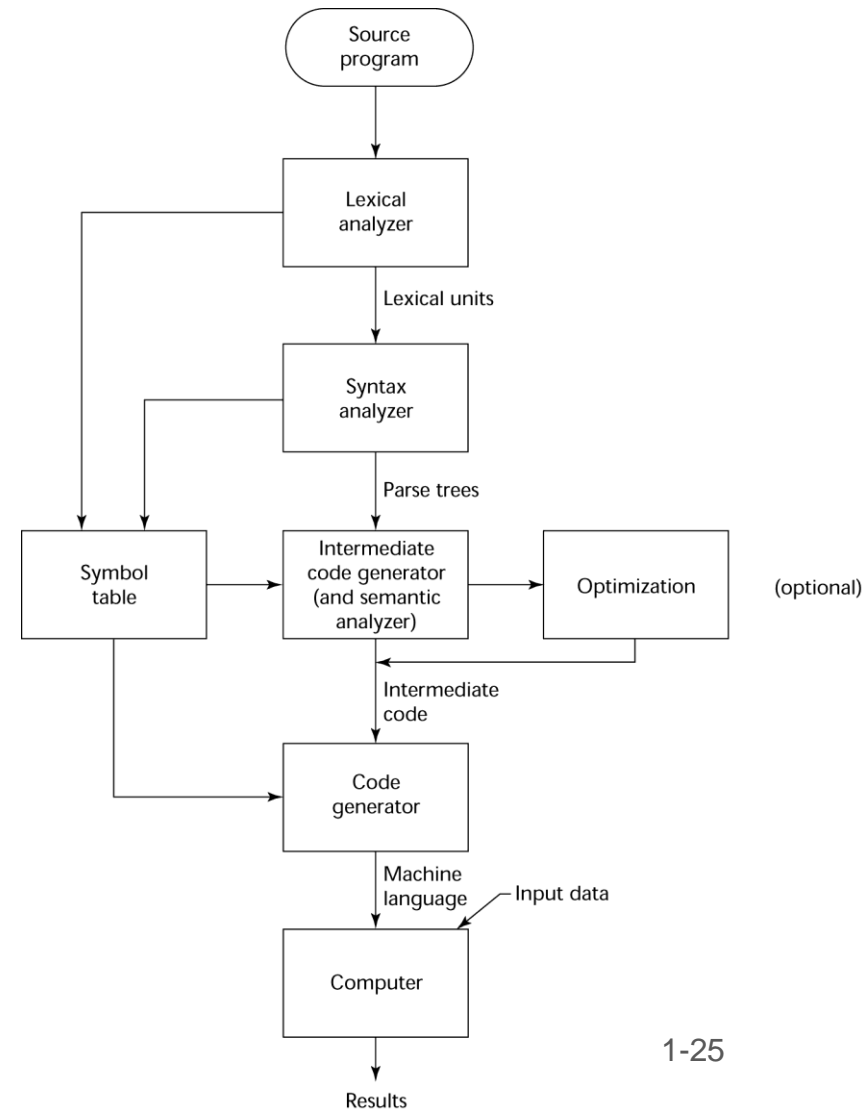 Source
program
Lexical
analyzer
Lexical units
Syntax
analyzer
Parse trees
Symbol
table
Intermediate
code generator
(and semantic
analyzer)
Optimization
(optional)
Intermediate
code
Code
generator
Machine
language
Input data
Computer
1-25
Results